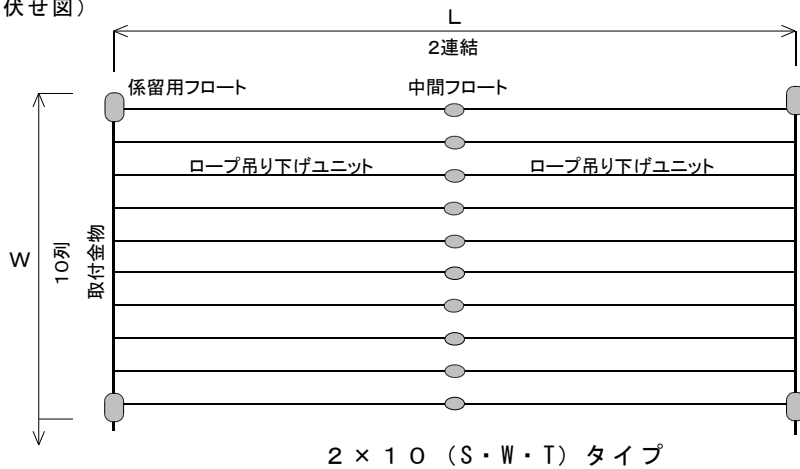 伏せ図）
L
2連結
係留用フロート 中間フロート
ロープ吊り下げユニット ロープ吊り下げユニット
W
10列
取付金物
２×１０（S・W・T）タイプ